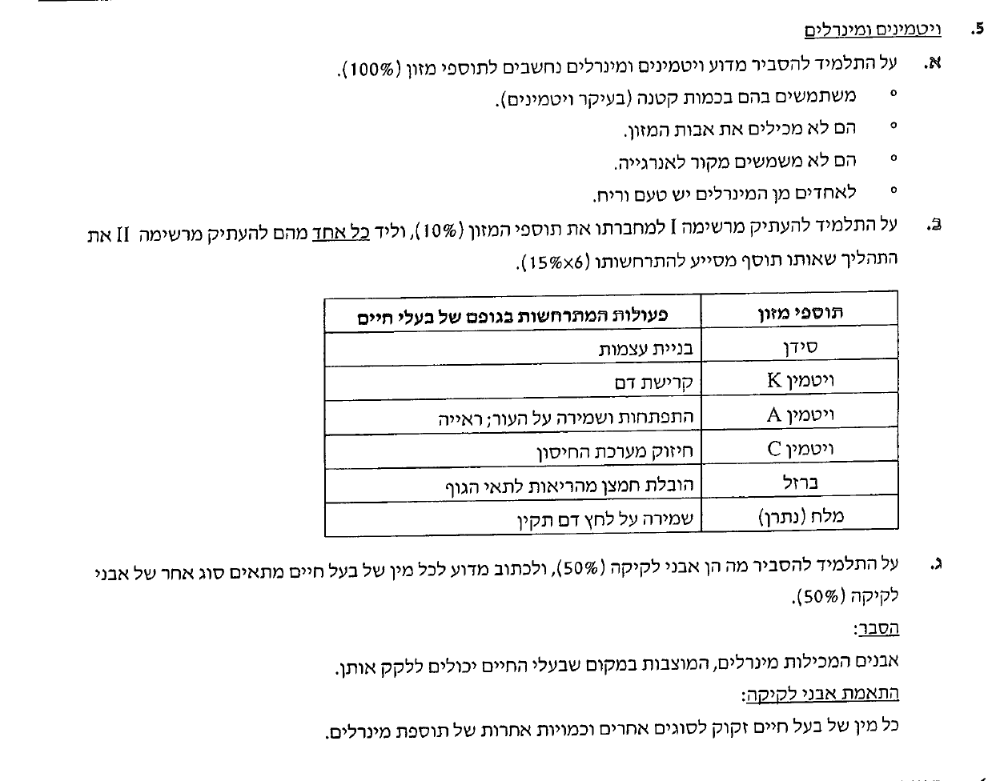 5. ויטמינים ומינרלים
א. על התלמיד להסביר מדוע ויטמינים ומינרלים נחשבים לתוספי מזון (100%).
° משתמשים בהם בכמות קטנה (בעיקר ויטמינים).
° הם לא מכילים את אבות המזון.
° הם לא משמשים מקור לאנרגייה.
° לאחדים מן המינרלים יש טעם וריח.
ב. על התלמיד להעתיק מרשימה I למחברתו את תוספי המזון (10%), וליד כל אחד מהם להעתיק מרשימה II את
התהליך שאותו תוסף מסייע להתרחשותו (15%x6).
תוספי מזון פעולות המתרחשות בגופם של בעלי חיים
סידן בניית עצמות
ויטמין K קרישת דם
ויטמין A התפתחות ושמירה על העור; ראייה
ויטמין C חיזוק מערכת החיסון
ברזל הובלת חמצן מהריאות לתאי הגוף
מלח (נתרן) שמירה על לחץ דם תקין
ג. על התלמיד להסביר מה הן אבני לקיקה (50%), ולכתוב מדוע לכל מין של בעל חיים מתאים סוג אחר של אבני
לקיקה (50%).
הסבר:
אבנים המכילות מינרלים, המוצבות במקום שבעלי החיים יכולים ללקק אותן.
התאמת אבני לקיקה:
כל מין של בעל חיים זקוק לסוגים אחרים וכמויות אחרות של תוספת מינרלים.